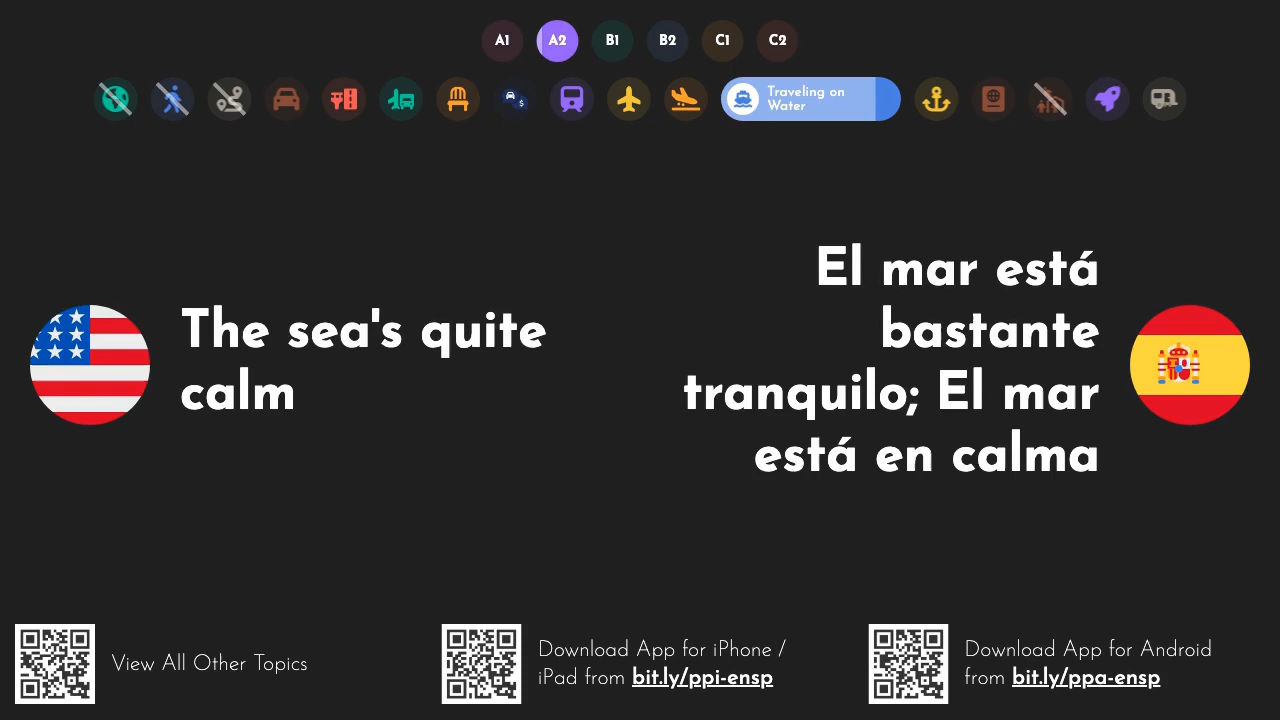 A1 A2 B1 B2 C1 C2
Traveling on
Water
The sea's quite
calm
El mar está
bastante
tranquilo; El mar
está en calma
View All Other Topics
Download App for iPhone /
iPad from bit.ly/ppi-ensp
Download App for Android
from bit.ly/ppa-ensp